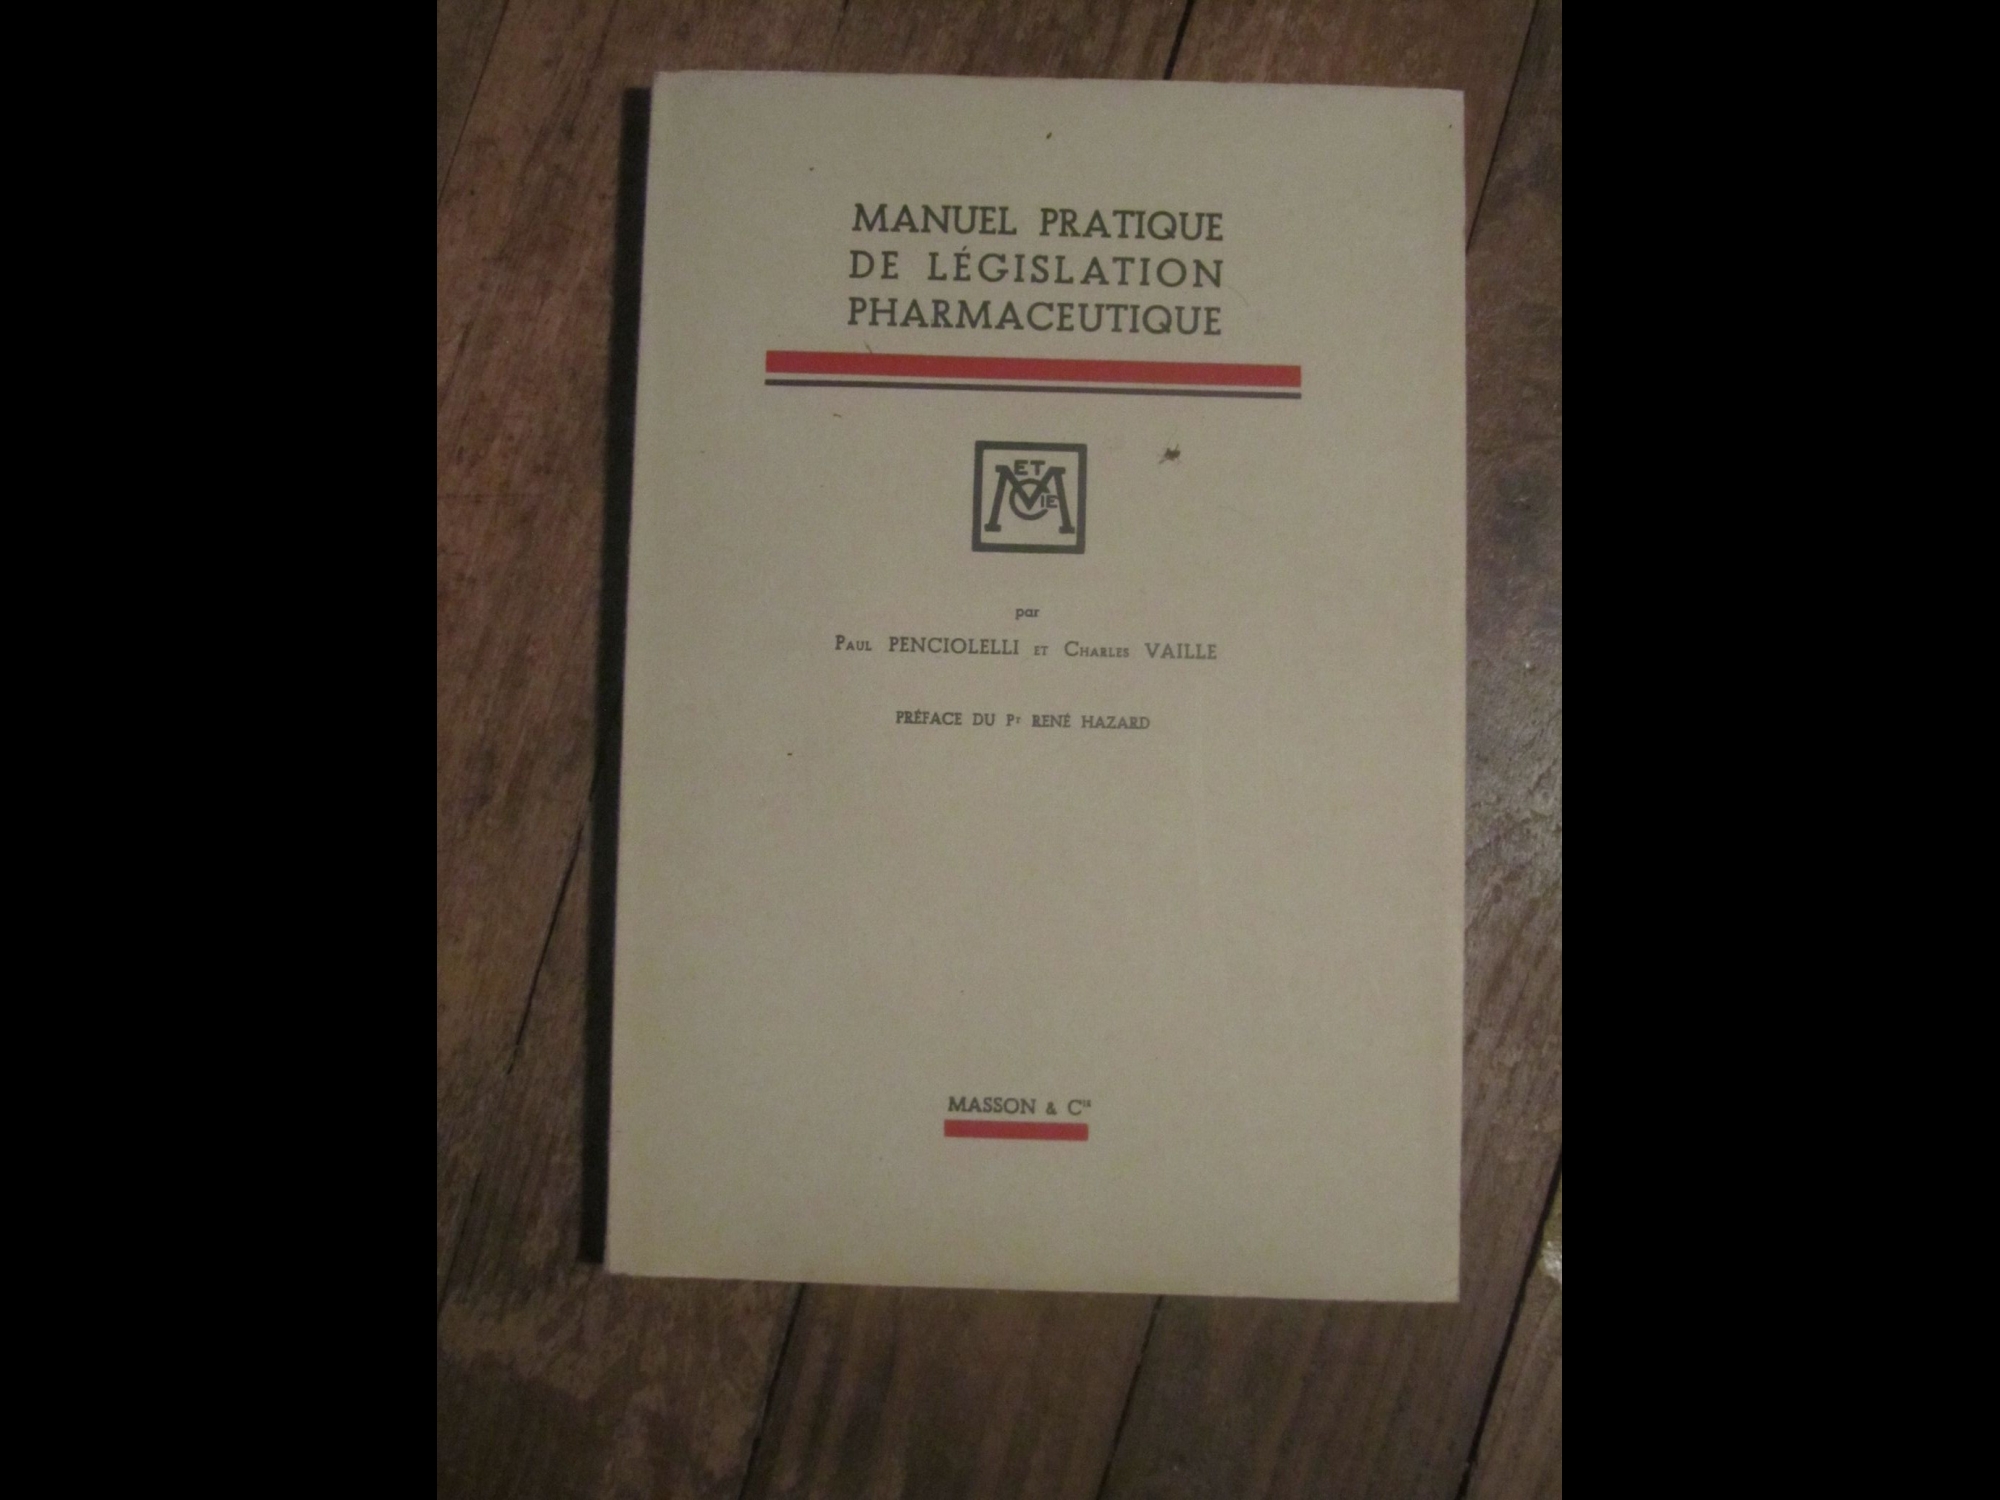 MANUEL PRATIQUE
DE LÉGISLATION
PHARMACEUTIQUE
ET
M
CIE
par
PAUL PENCIOLELLI ET CHARLES VAILLE
PRÉFACE DU Pr RENÉ HAZARD
MASSON & CIE